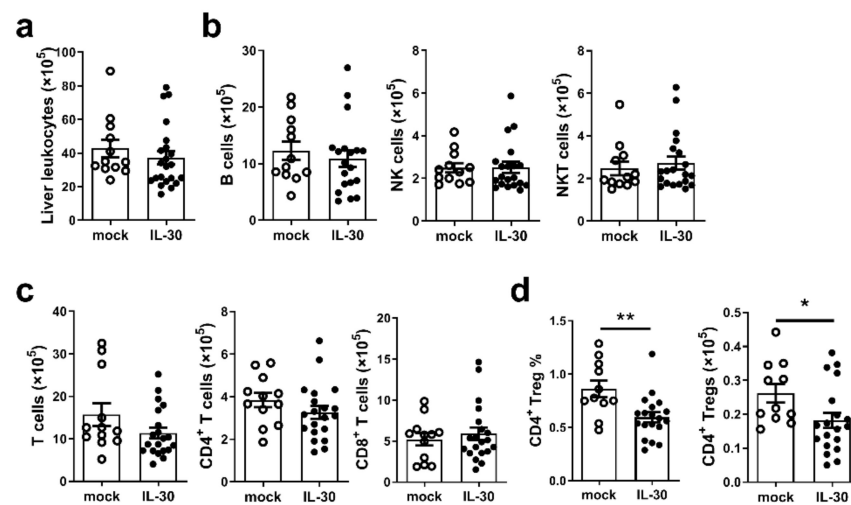 a
b
Liver leukocytes (×10⁵)
100
80
60
40
20
0
mock IL-30
B cells (×10⁵)
30
20
10
0
mock IL-30
NK cells (×10⁵)
8
6
4
2
0
mock IL-30
NKT cells (×10⁵)
8
6
4
2
0
mock IL-30
c
d
T cells (×10⁵)
40
30
20
10
0
mock IL-30
CD4⁺ T cells (×10⁵)
8
6
4
2
0
mock IL-30
CD8⁺ T cells (×10⁵)
20
15
10
5
0
mock IL-30
CD4⁺ Treg %
1.5
1.0
0.5
0.0
**
mock IL-30
CD4⁺ Tregs (×10⁵)
0.5
0.4
0.3
0.2
0.1
0.0
*
mock IL-30